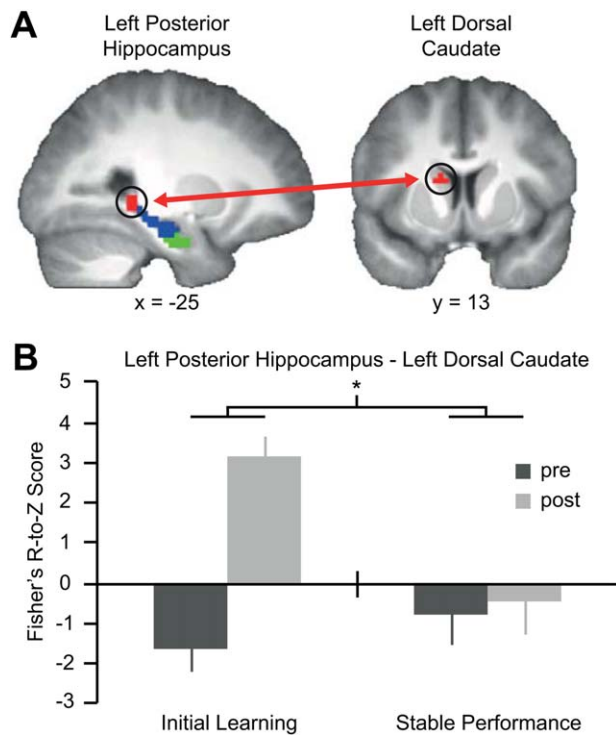 A
Left Posterior
Hippocampus
Left Dorsal
Caudate
x = -25
y = 13
B
Left Posterior Hippocampus - Left Dorsal Caudate
*
5
4
3
2
1
0
-1
-2
-3
Fisher's R-to-Z Score
pre
post
Initial Learning
Stable Performance